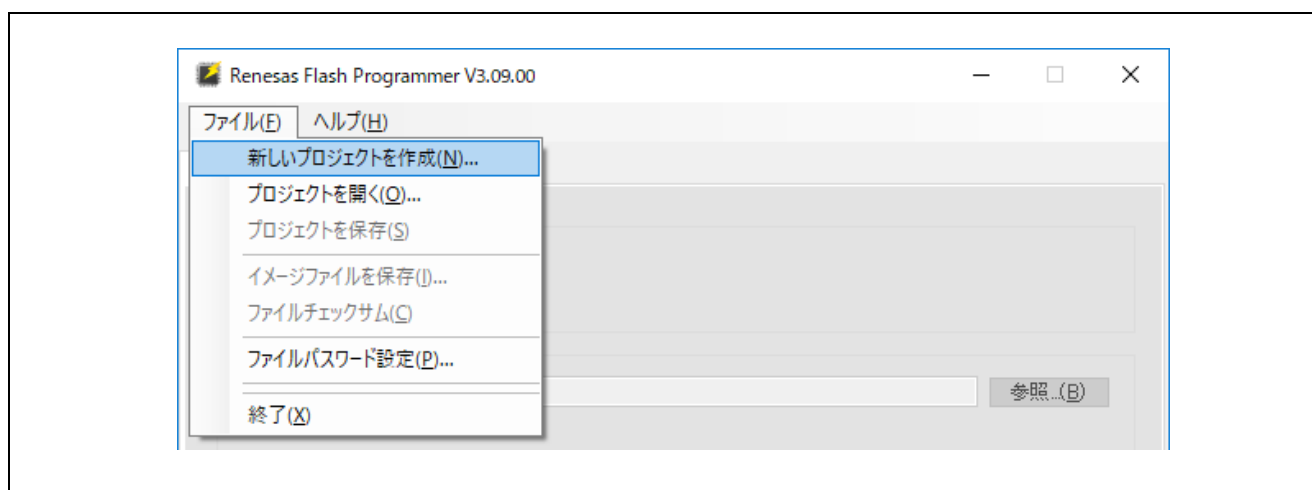 Renesas Flash Programmer V3.09.00
ファイル(F) ヘルプ(H)
新しいプロジェクトを作成(N)...
プロジェクトを開く(O)...
プロジェクトを保存(S)
イメージファイルを保存(I)...
ファイルチェックサム(C)
ファイルパスワード設定(P)...
参照...(B)
終了(X)